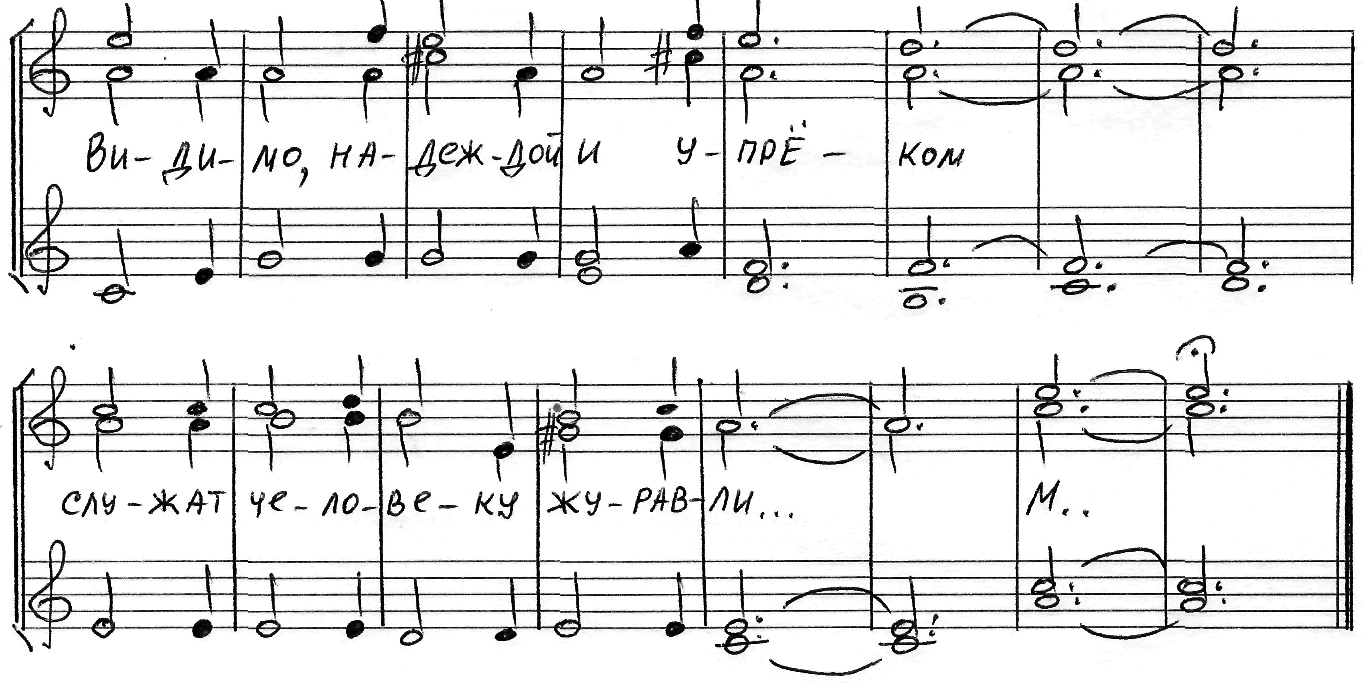 Ви- ди- мо, на- деж-дой и у- прё - ком
слу-жат че-ло-ве-ку жу-рав-ли... М..